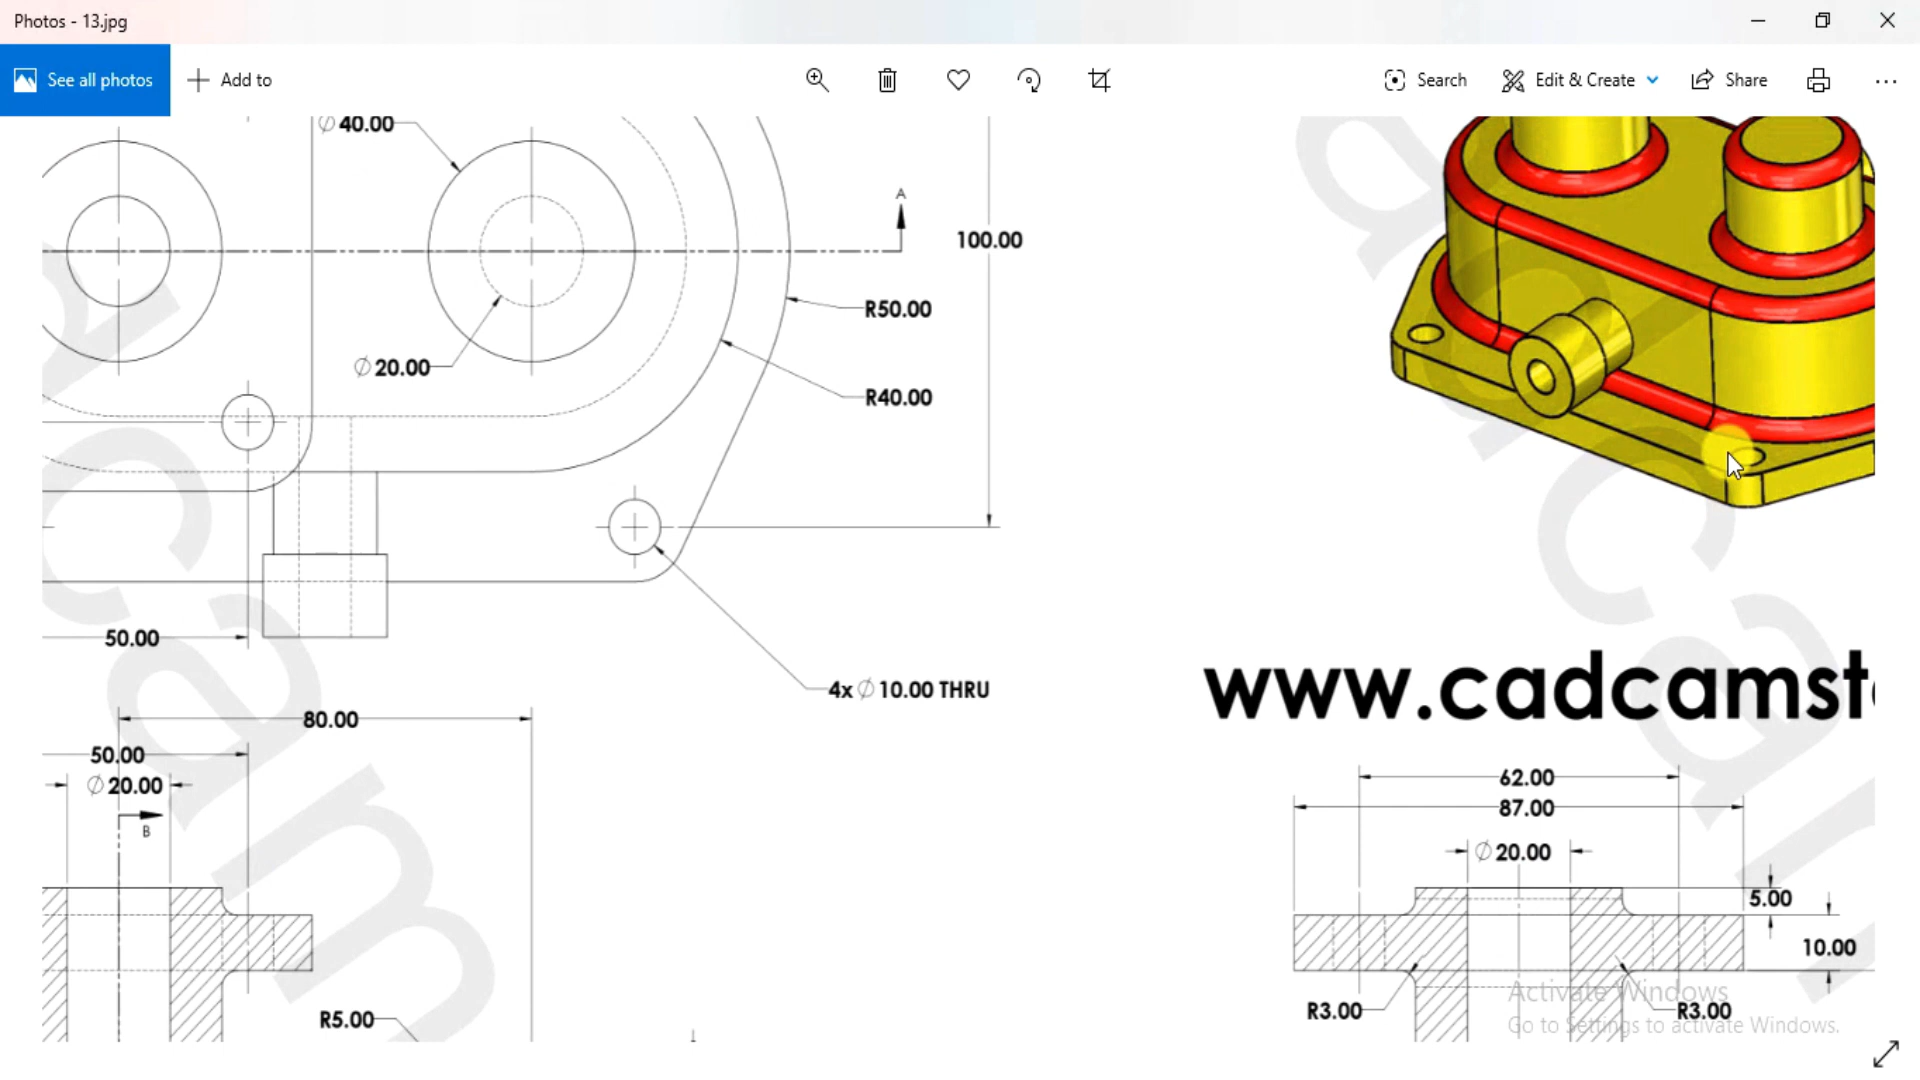 Photos - 13.jpg
See all photos
Add to
Search
Edit & Create
Share
∅ 40.00
A
100.00
R50.00
∅ 20.00
R40.00
50.00
4x ∅ 10.00 THRU
www.cadcamst
80.00
50.00
∅ 20.00
B
R5.00
62.00
87.00
∅ 20.00
5.00
10.00
R3.00
R3.00
Activate Windows
Go to Settings to activate Windows.